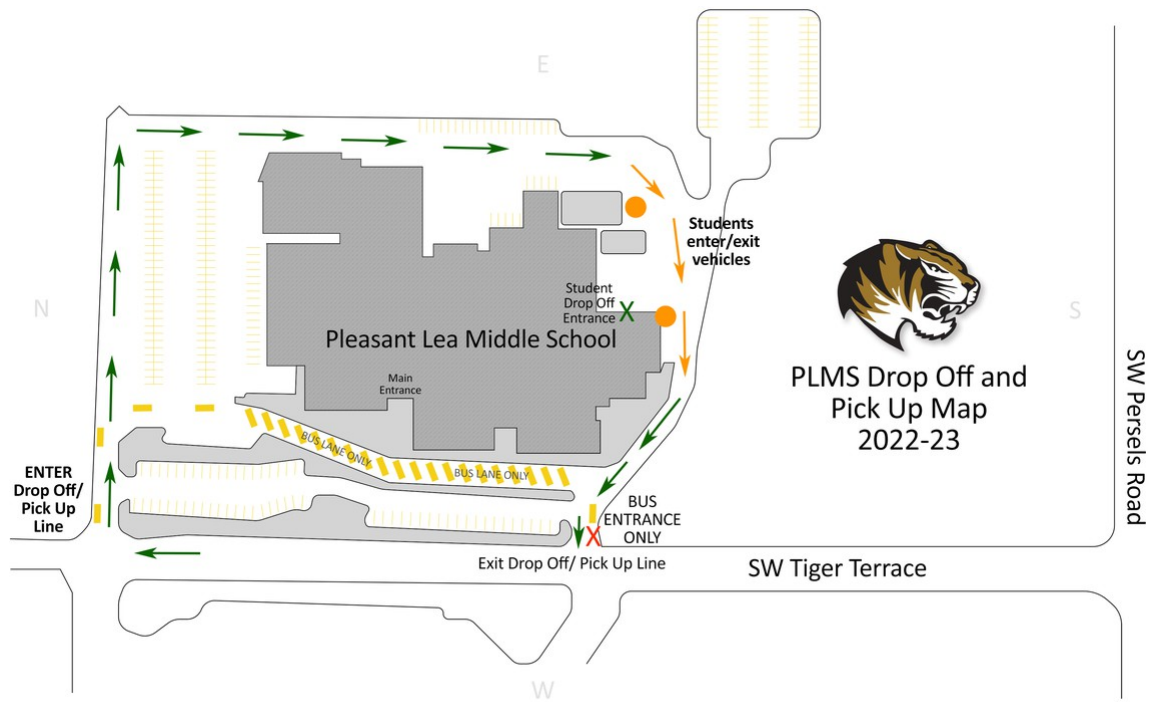 E
N
S
W
Students
enter/exit
vehicles
Student
Drop Off
Entrance
X
Pleasant Lea Middle School
Main
Entrance
BUS LANE ONLY
BUS LANE ONLY
ENTER
Drop Off/
Pick Up
Line
BUS
ENTRANCE
ONLY
X
Exit Drop Off/ Pick Up Line
SW Tiger Terrace
PLMS Drop Off and
Pick Up Map
2022-23
SW Persels Road